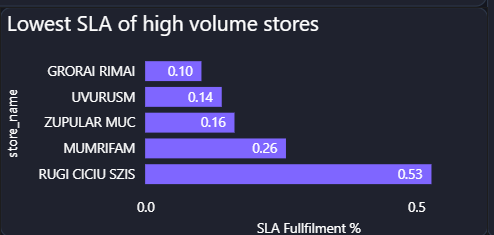 Lowest SLA of high volume stores
store_name
GRORAI RIMAI 0.10
UVURUSM 0.14
ZUPULAR MUC 0.16
MUMRIFAM 0.26
RUGI CICIU SZIS 0.53
0.0 0.5
SLA Fullfilment %